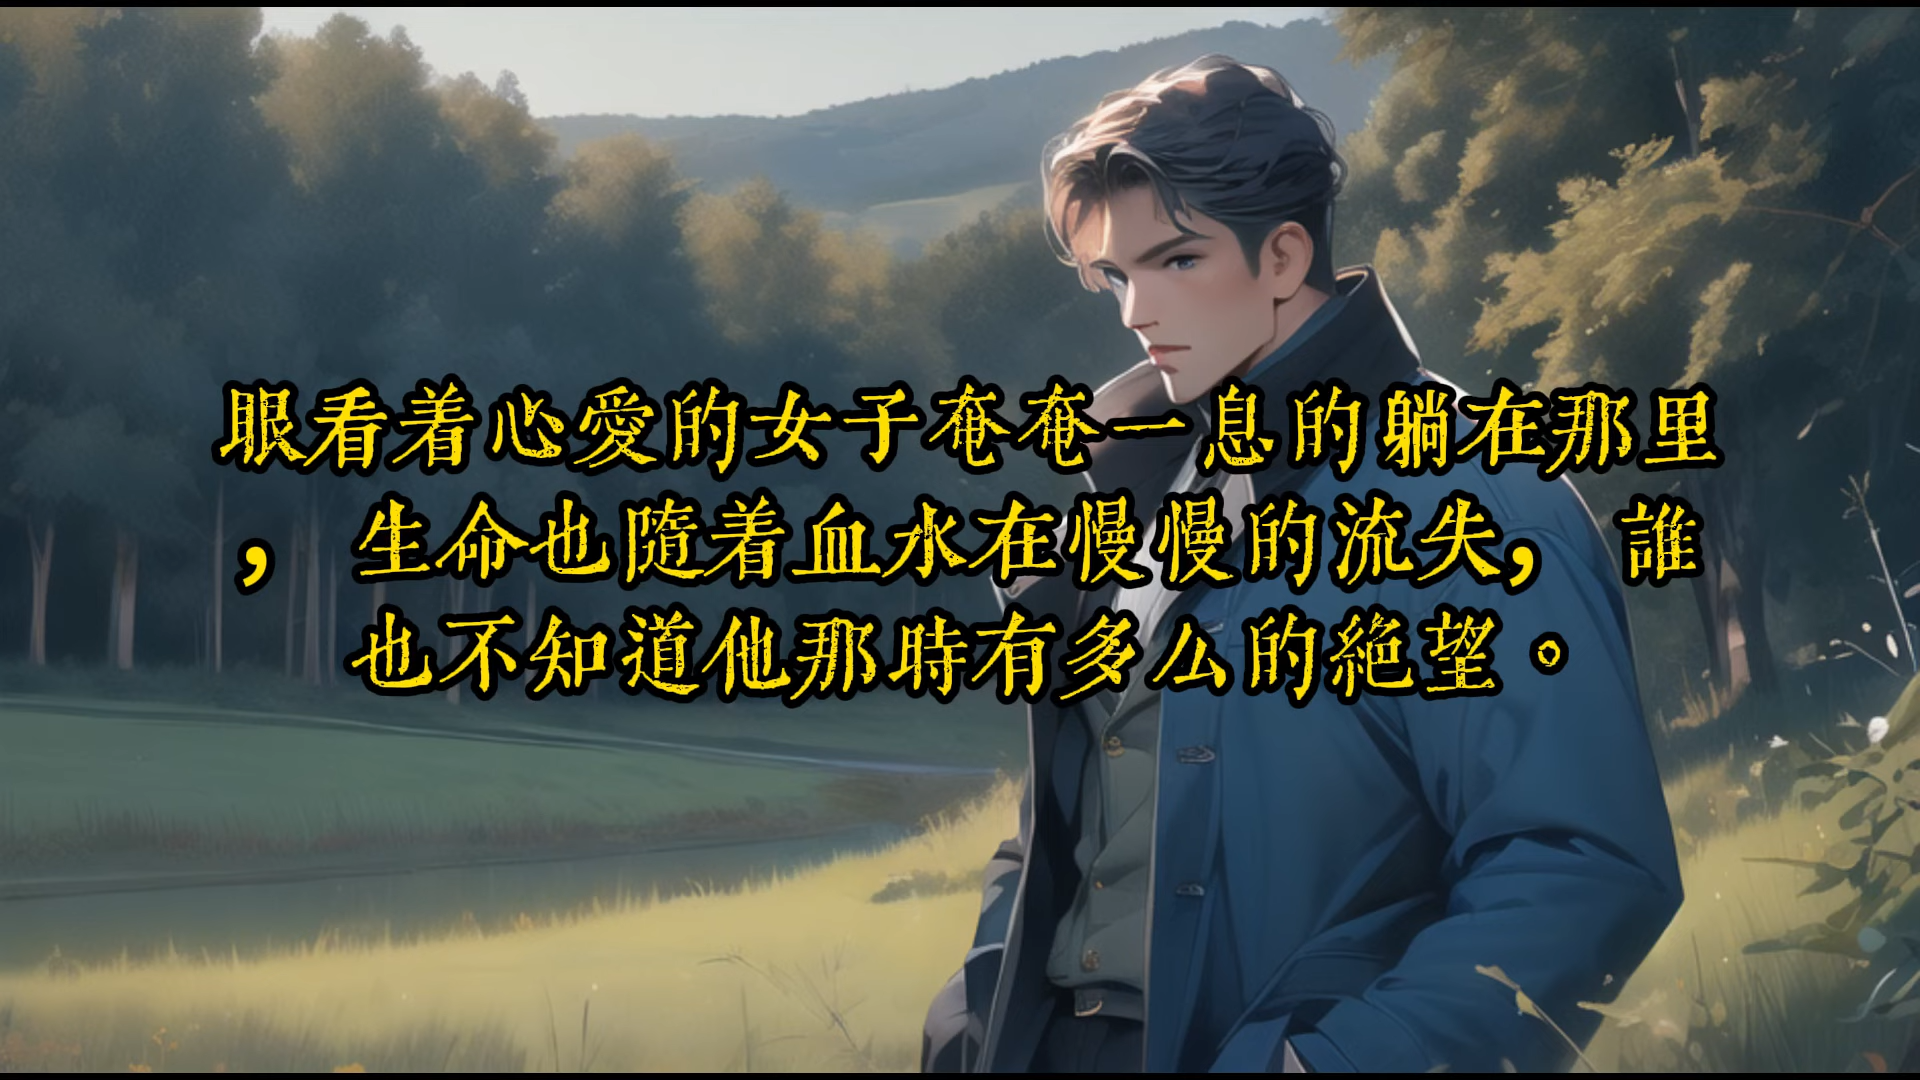 眼看着心愛的女子奄奄一息的躺在那里
， 生命也隨着血水在慢慢的流失， 誰
也不知道他那時有多么的絕望。